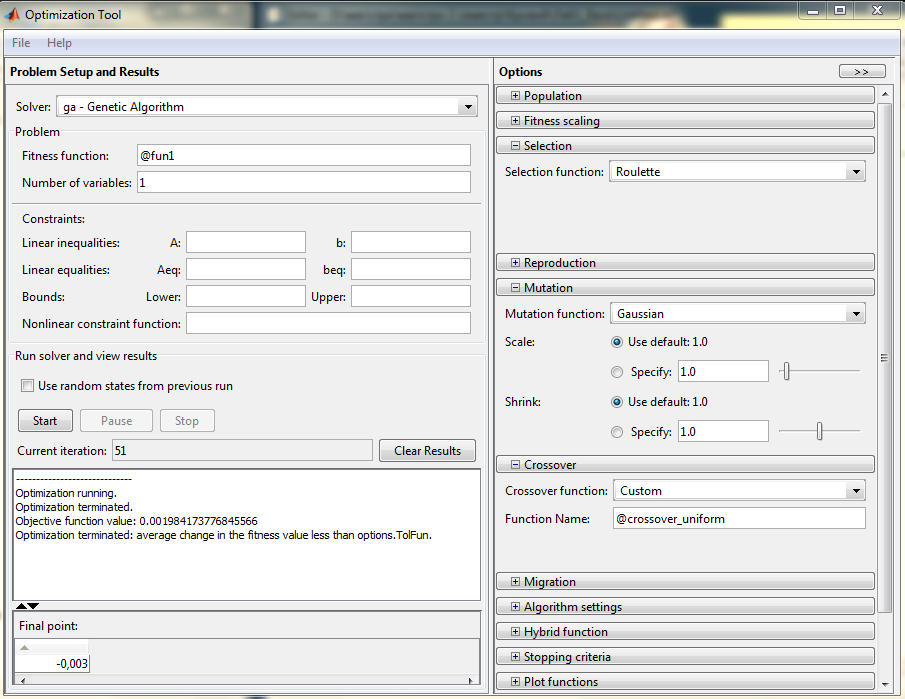 Optimization Tool
File Help
Problem Setup and Results
Solver: ga - Genetic Algorithm
Problem
Fitness function: @fun1
Number of variables: 1
Constraints:
Linear inequalities: A: b:
Linear equalities: Aeq: beq:
Bounds: Lower: Upper:
Nonlinear constraint function:
Run solver and view results
Use random states from previous run
Start Pause Stop
Current iteration: 51 Clear Results
-----------------------------
Optimization running.
Optimization terminated.
Objective function value: 0.001984173776845566
Optimization terminated: average change in the fitness value less than options.TolFun.
Final point:
-0,003
Options >>
Population
Fitness scaling
Selection
Selection function: Roulette
Reproduction
Mutation
Mutation function: Gaussian
Scale: Use default: 1.0
Specify: 1.0
Shrink: Use default: 1.0
Specify: 1.0
Crossover
Crossover function: Custom
Function Name: @crossover_uniform
Migration
Algorithm settings
Hybrid function
Stopping criteria
Plot functions